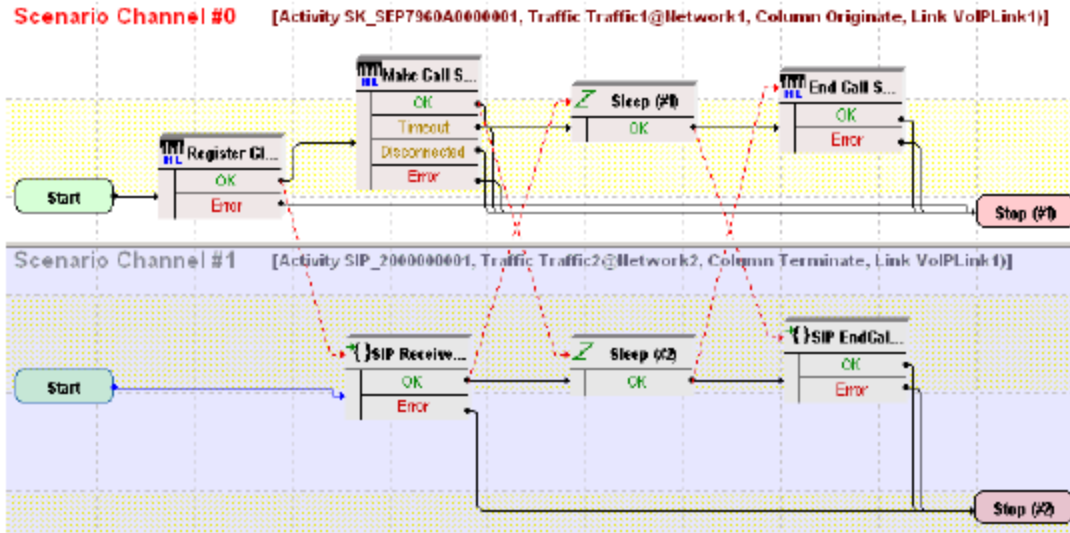 Scenario Channel #0 [Activity SK_SEP7960A0000001, Traffic Traffic1@Network1, Column Originate, Link VoIPLink1)]
Make Call S...
OK
Timeout
Disconnected
Error
Sleep (#1)
OK
End Call S...
OK
Error
Register Cl...
OK
Error
Start
Stop (#1)
Scenario Channel #1 [Activity SIP_2000000001, Traffic Traffic2@Network2, Column Terminate, Link VoIPLink1)]
SIP Receive...
OK
Error
Sleep (#2)
OK
SIP EndCal...
OK
Error
Start
Stop (#2)